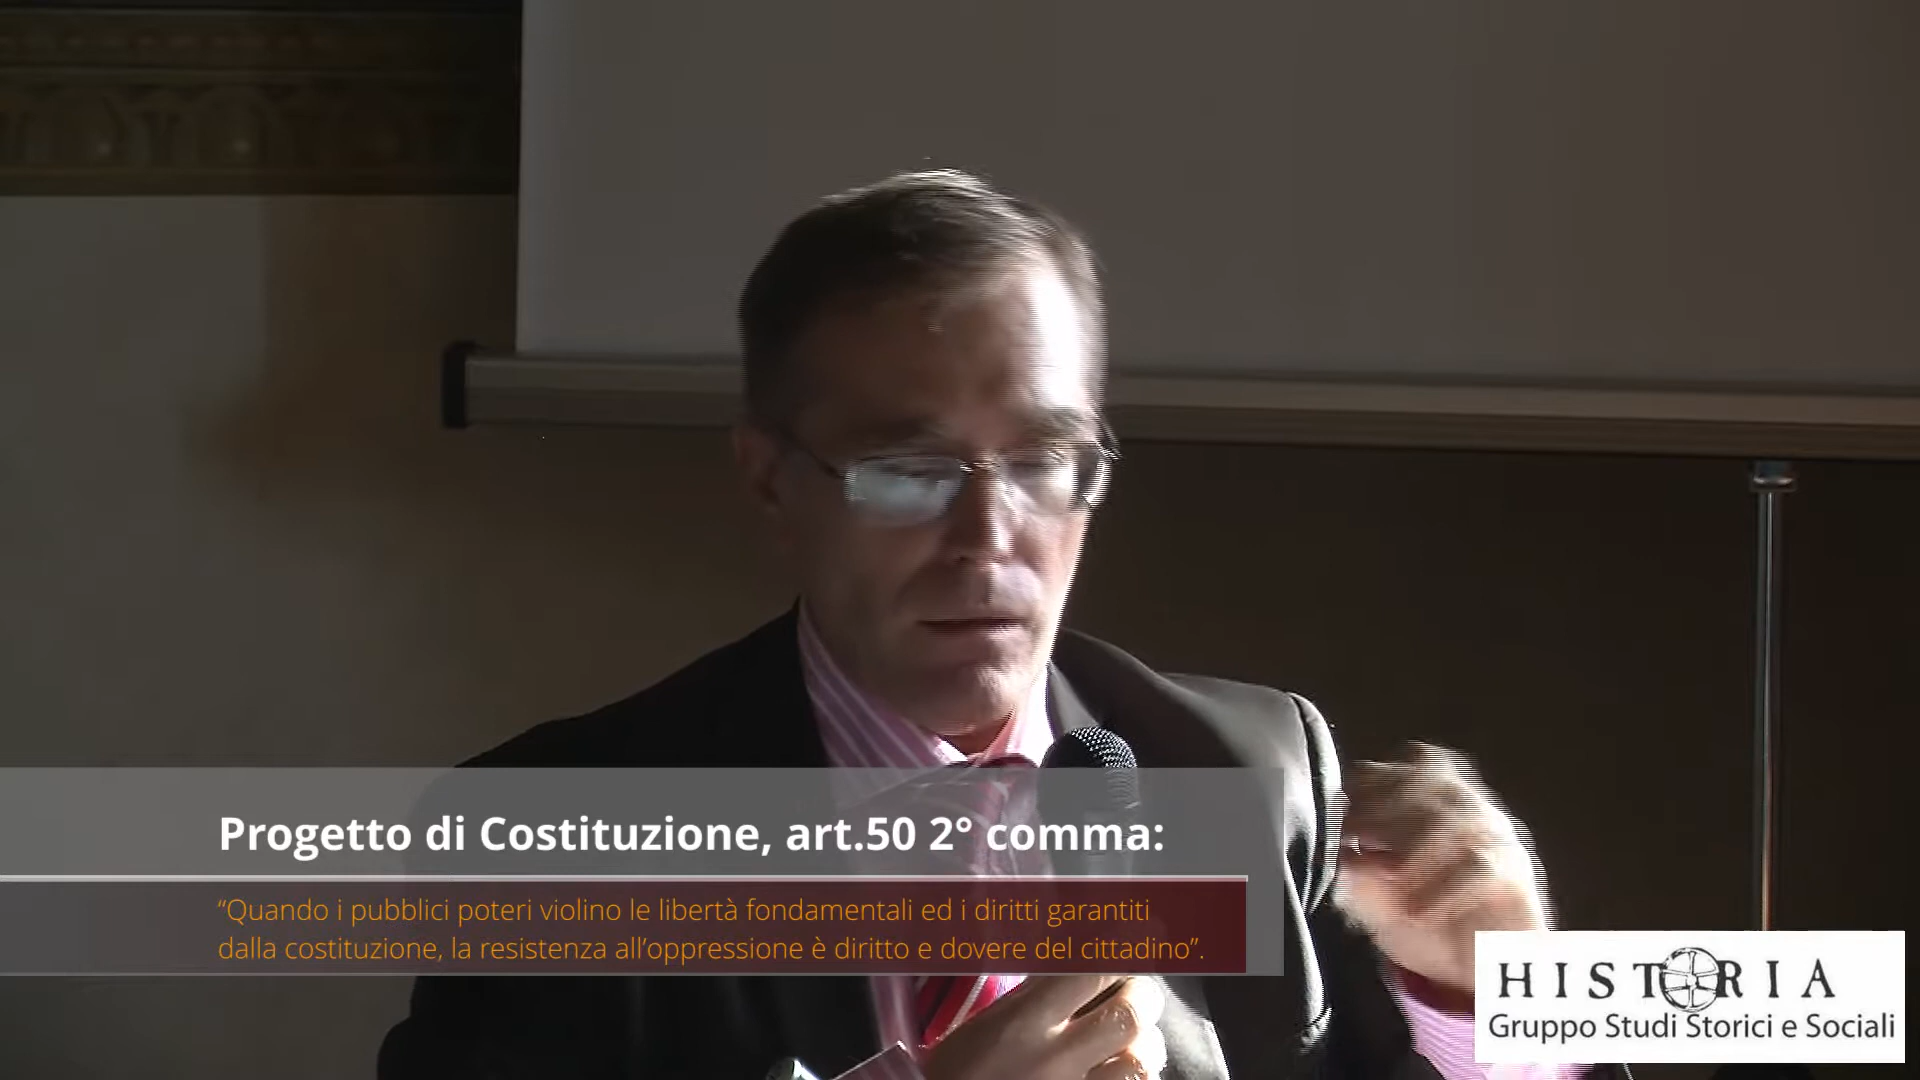 Progetto di Costituzione, art.50 2° comma:
“Quando i pubblici poteri violino le libertà fondamentali ed i diritti garantiti
dalla costituzione, la resistenza all’oppressione è diritto e dovere del cittadino”.
HISTORIA
Gruppo Studi Storici e Sociali